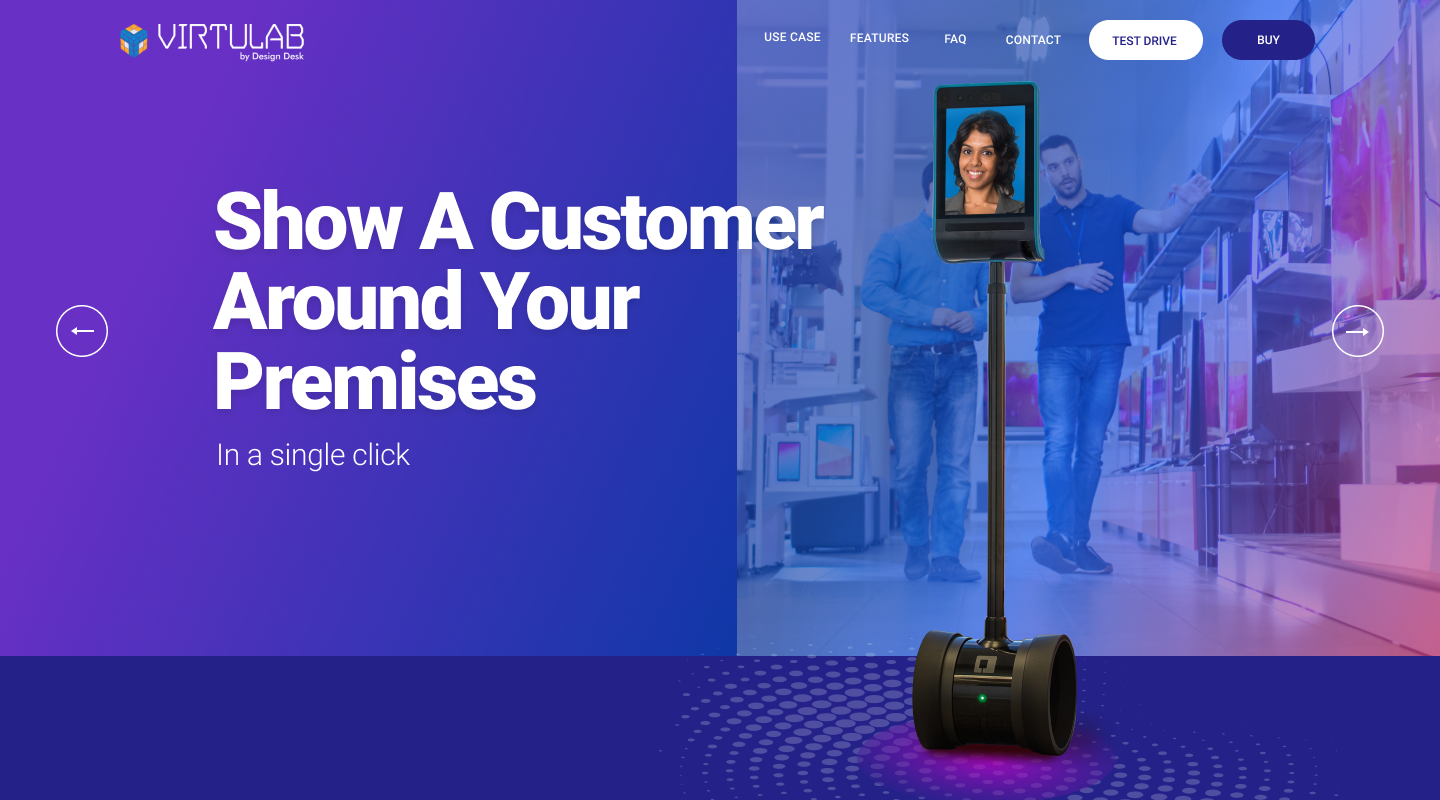 VIRTULAB
by Design Desk
USE CASE
FEATURES
FAQ
CONTACT
TEST DRIVE
BUY
Show A Customer
Around Your
Premises
In a single click